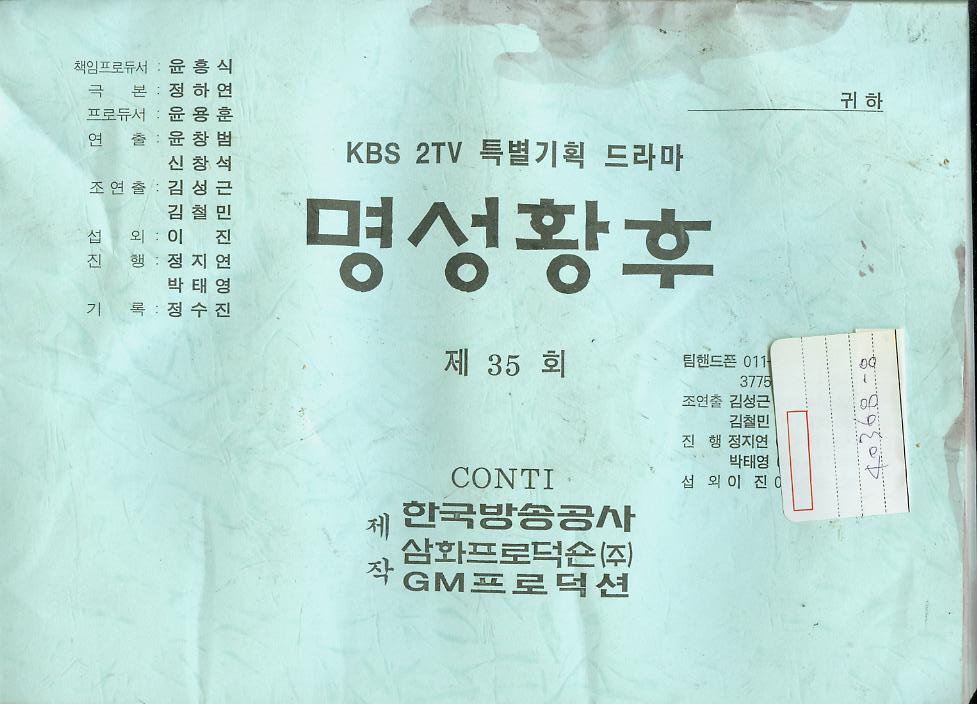 책임프로듀서 : 윤흥식
극 본 : 정하연
프로듀서 : 윤용훈
연 출 : 윤창범
신창석
조연출 : 김성근
김철민
섭 외 : 이 진
진 행 : 정지연
박태영
기 록 : 정수진
귀하
KBS 2TV 특별기획 드라마
명성황후
제 35 회
팀핸드폰 011-
3775
조연출 김성근
김철민
진 행 정지연
박태영
섭 외 이 진
CONTI
제작
한국방송공사
삼화프로덕숀(주)
GM프로덕션